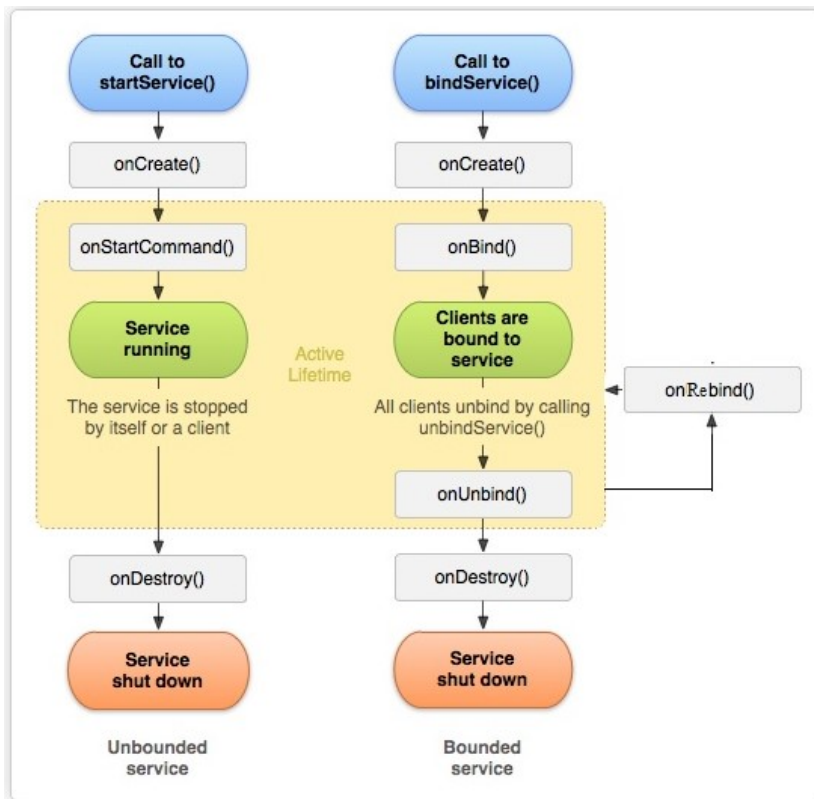 Call to
startService()
onCreate()
onStartCommand()
Service
running
The service is stopped
by itself or a client
onDestroy()
Service
shut down
Unbounded
service
Active
Lifetime
Call to
bindService()
onCreate()
onBind()
Clients are
bound to
service
All clients unbind by calling
unbindService()
onUnbind()
onRebind()
onDestroy()
Service
shut down
Bounded
service